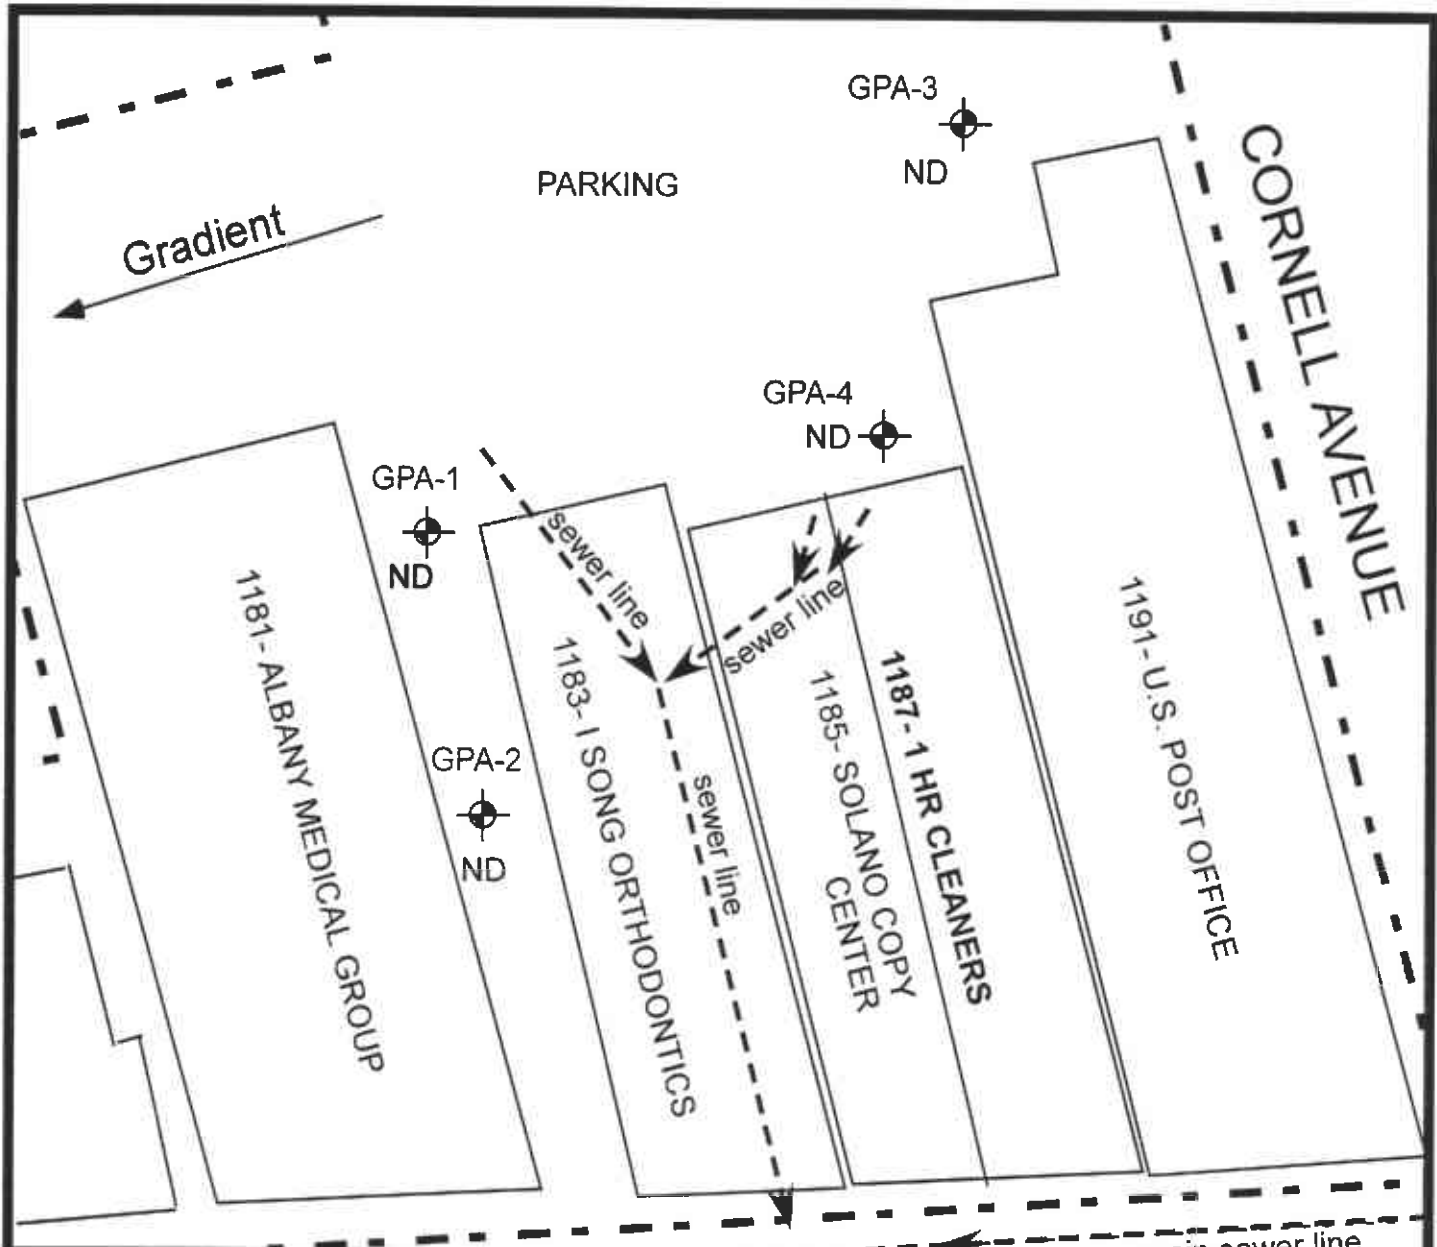 GPA-3
ND
PARKING
CORNELL AVENUE
Gradient
GPA-4
ND
GPA-1
ND
sewer line
sewer line
1181- ALBANY MEDICAL GROUP
1183- I SONG ORTHODONTICS
1185- SOLANO COPY
CENTER
1187- 1 HR CLEANERS
1191- U.S. POST OFFICE
GPA-2
ND
sewer line
sewer line